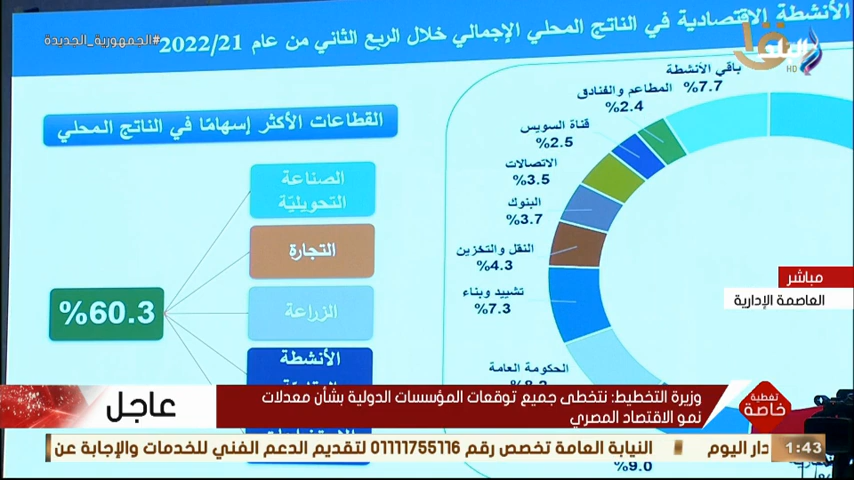 الأنشطة الاقتصادية في الناتج المحلي الإجمالي خلال الربع الثاني من عام 2022/21
#الجمهورية_الجديدة
HD
باقي الأنشطة
%7.7
المطاعم والفنادق
%2.4
قناة السويس
%2.5
الاتصالات
%3.5
البنوك
%3.7
النقل والتخزين
%4.3
تشييد وبناء
%7.3
الحكومة العامة
%9.0
القطاعات الأكثر إسهامًا في الناتج المحلي
الصناعة
التحويليّة
التجارة
الزراعة
الأنشطة
%60.3
مباشر
العاصمة الإدارية
تغطية
خاصة
وزيرة التخطيط: نتخطى جميع توقعات المؤسسات الدولية بشأن معدلات
نمو الاقتصاد المصري
عاجل
1:43
دار اليوم
النيابة العامة تخصص رقم 01111755116 لتقديم الدعم الفني للخدمات والإجابة عن